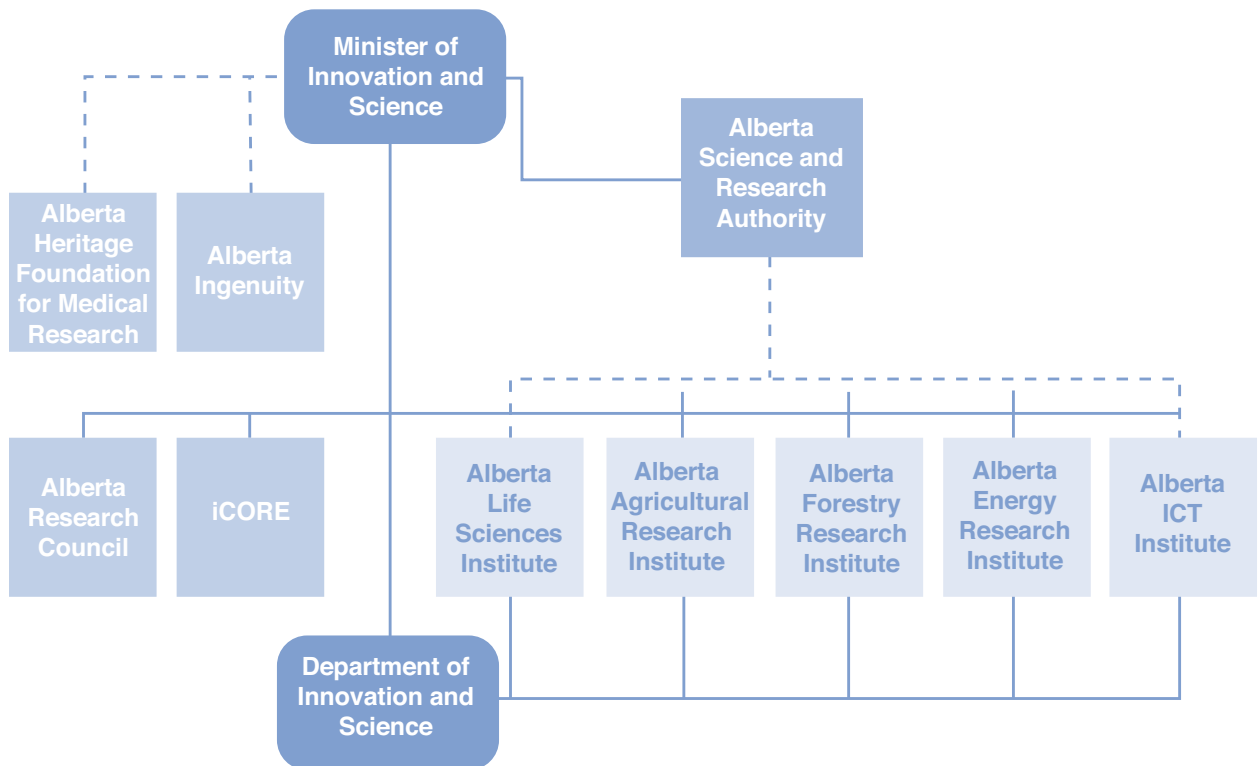 Minister of
Innovation and
Science
Alberta
Science and
Research
Authority
Alberta
Heritage
Foundation
for Medical
Research
Alberta
Ingenuity
Alberta
Research
Council
iCORE
Alberta
Life
Sciences
Institute
Alberta
Agricultural
Research
Institute
Alberta
Forestry
Research
Institute
Alberta
Energy
Research
Institute
Alberta
ICT
Institute
Department of
Innovation and
Science